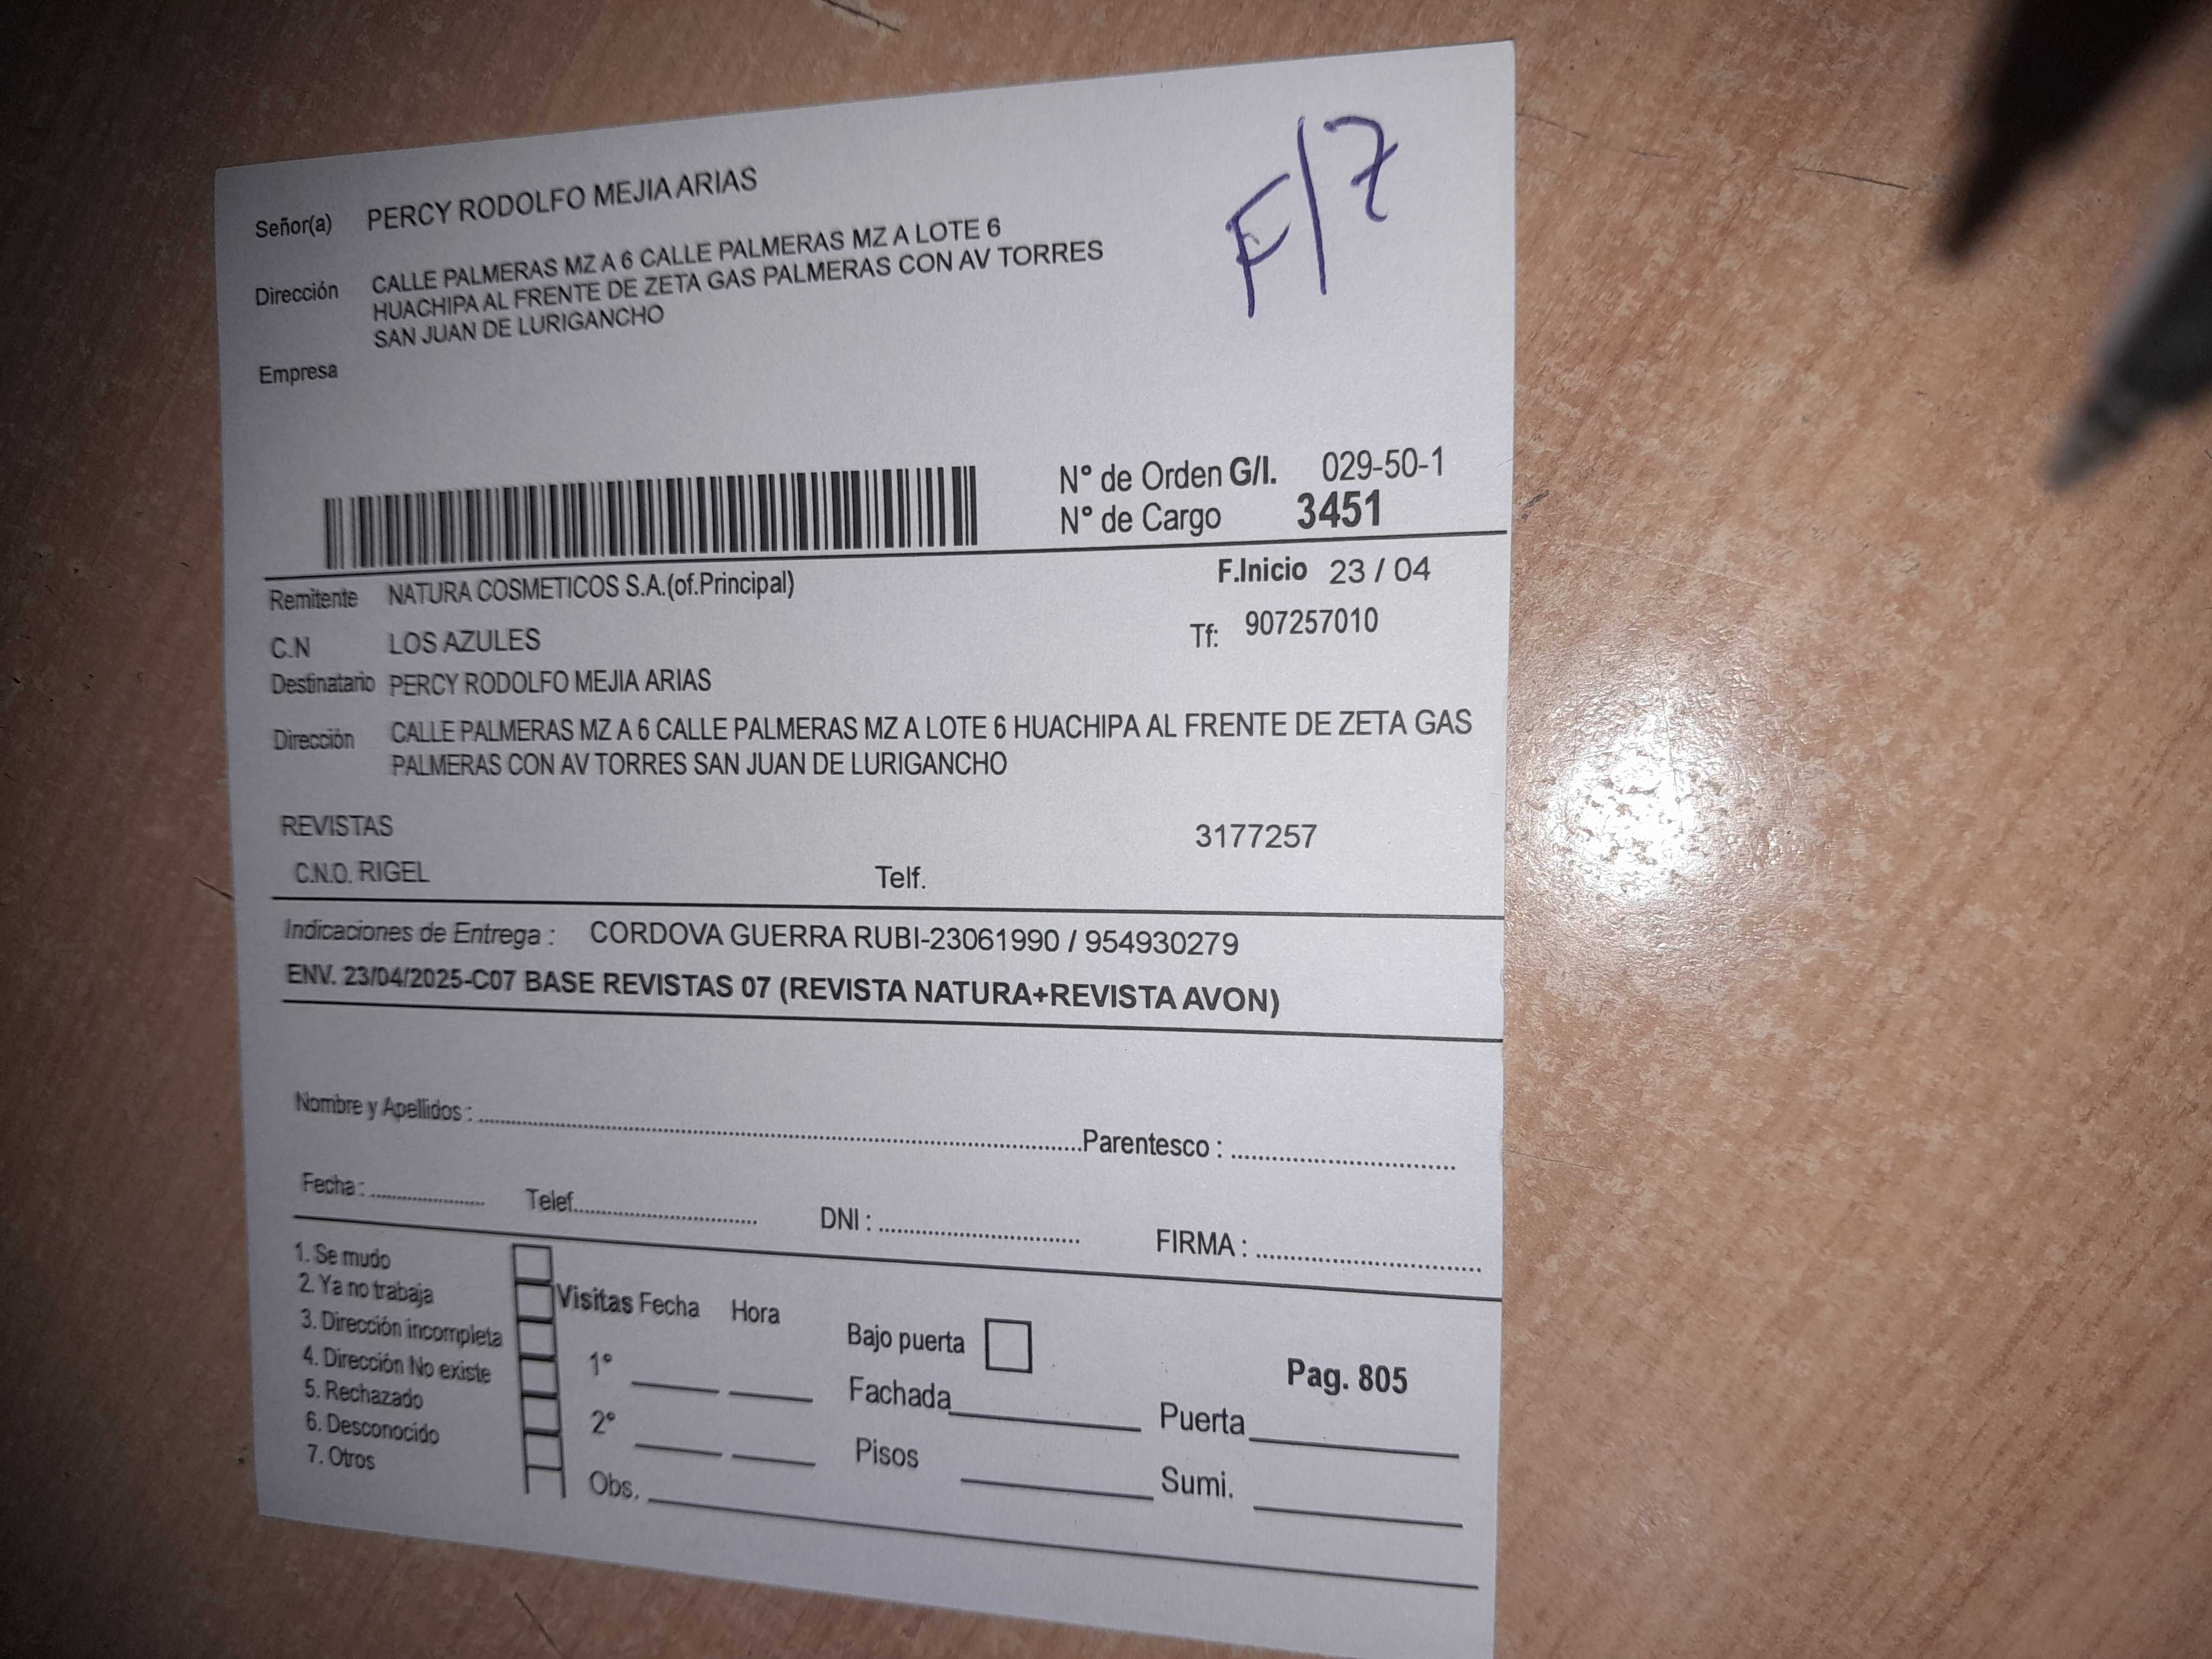 F/7
Señor(a) PERCY RODOLFO MEJIA ARIAS
Dirección CALLE PALMERAS MZ A 6 CALLE PALMERAS MZ A LOTE 6
HUACHIPA AL FRENTE DE ZETA GAS PALMERAS CON AV TORRES
SAN JUAN DE LURIGANCHO
Empresa
N° de Orden G/I. 029-50-1
N° de Cargo 3451
F.Inicio 23 / 04
Remitente NATURA COSMETICOS S.A.(of.Principal)
Tf: 907257010
C.N LOS AZULES
Destinatario PERCY RODOLFO MEJIA ARIAS
Dirección CALLE PALMERAS MZ A 6 CALLE PALMERAS MZ A LOTE 6 HUACHIPA AL FRENTE DE ZETA GAS
PALMERAS CON AV TORRES SAN JUAN DE LURIGANCHO
REVISTAS 3177257
C.N.O. RIGEL Telf.
Indicaciones de Entrega : CORDOVA GUERRA RUBI-23061990 / 954930279
ENV. 23/04/2025-C07 BASE REVISTAS 07 (REVISTA NATURA+REVISTA AVON)
Nombre y Apellidos : Parentesco :
Fecha : Telef. DNI : FIRMA :
1. Se mudo
2. Ya no trabaja
3. Dirección incompleta
4. Dirección No existe
5. Rechazado
6. Desconocido
7. Otros
Visitas Fecha Hora
1°
2°
Obs.
Bajo puerta
Fachada
Pisos
Pag. 805
Puerta
Sumi.